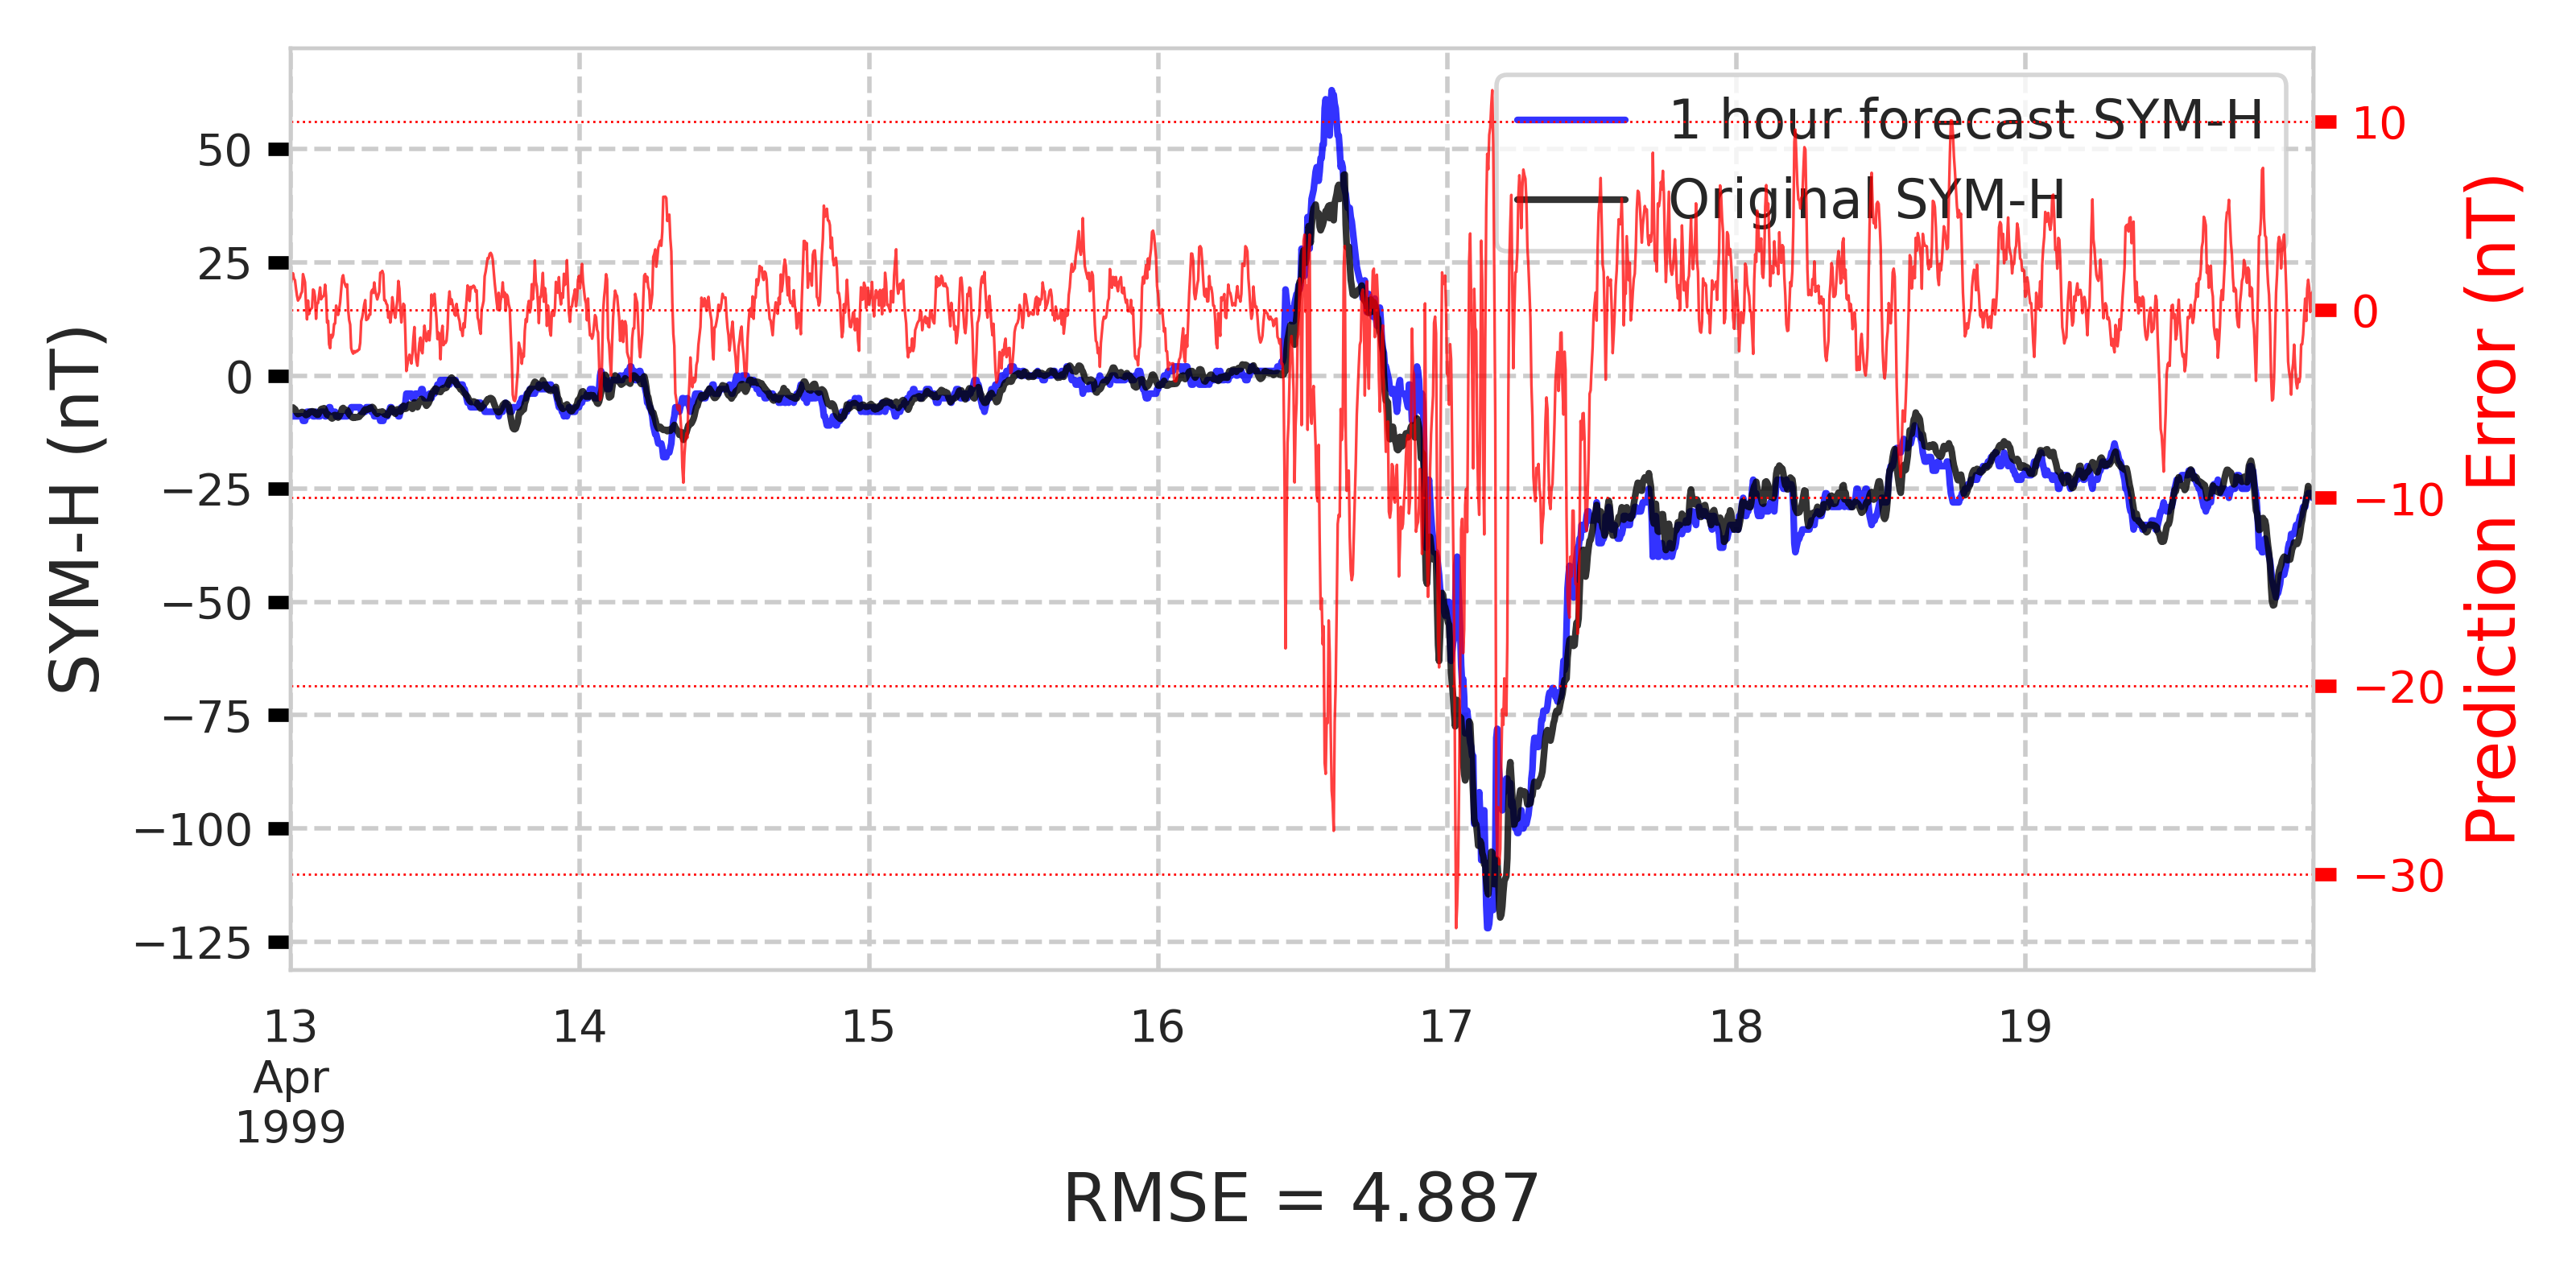 1 hour forecast SYM-H
Original SYM-H
SYM-H (nT)
50
25
0
−25
−50
−75
−100
−125
Prediction Error (nT)
10
0
−10
−20
−30
13 14 15 16 17 18 19
Apr
1999
RMSE = 4.887